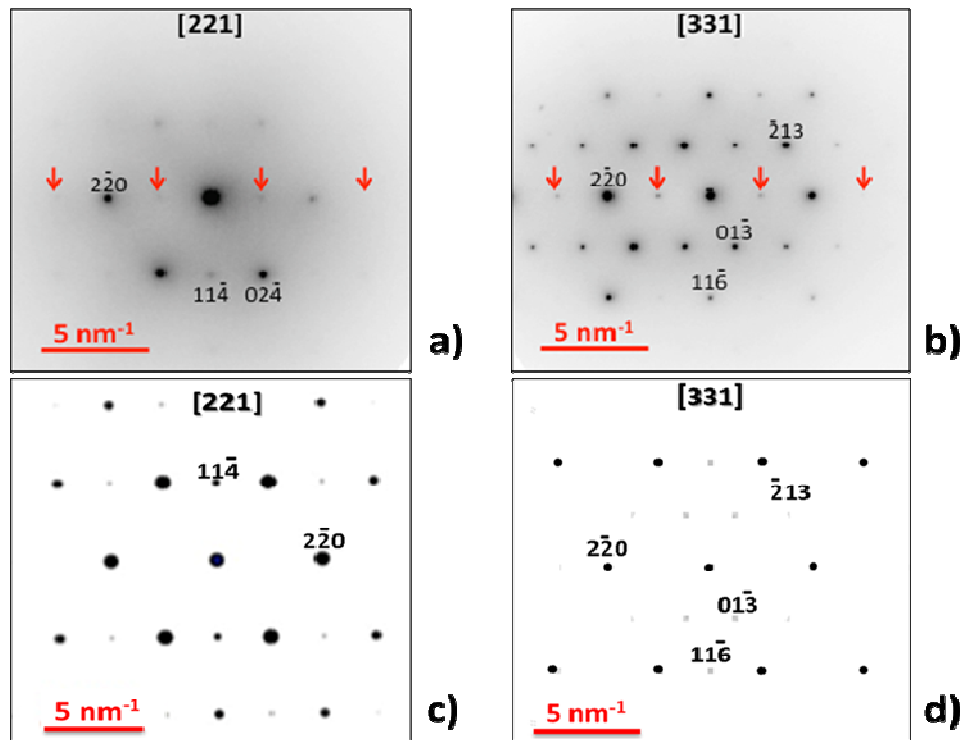 [221]
22̄0
114̄
024̄
5 nm⁻¹
a)
[331]
2̄13
22̄0
013̄
116̄
5 nm⁻¹
b)
[221]
114̄
22̄0
5 nm⁻¹
c)
[331]
2̄13
22̄0
013̄
116̄
5 nm⁻¹
d)